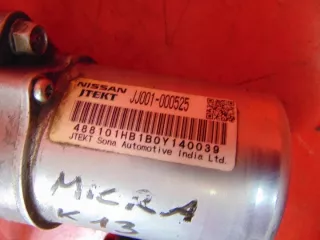 NISSAN
JTEKT JJ001-000525
488101HB1B0Y140039
JTEKT Sona Automotive India Ltd.
MICRA
K13